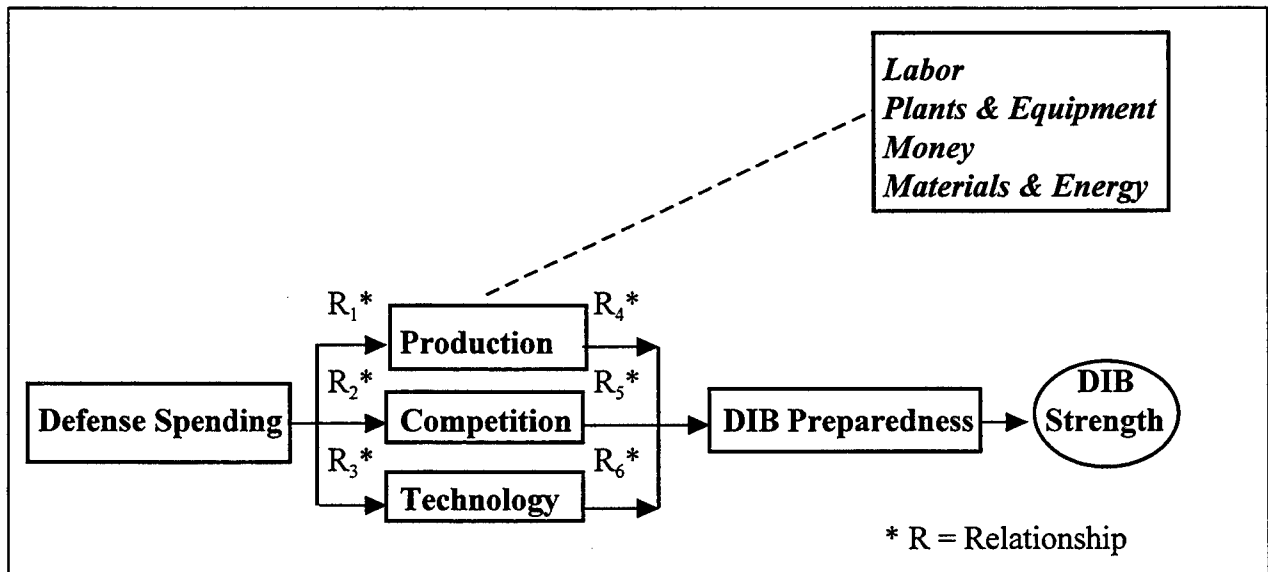 Labor
Plants & Equipment
Money
Materials & Energy
R₁*
R₄*
Production
R₂*
R₅*
Defense Spending
Competition
DIB Preparedness
DIB
Strength
R₃*
R₆*
Technology
* R = Relationship